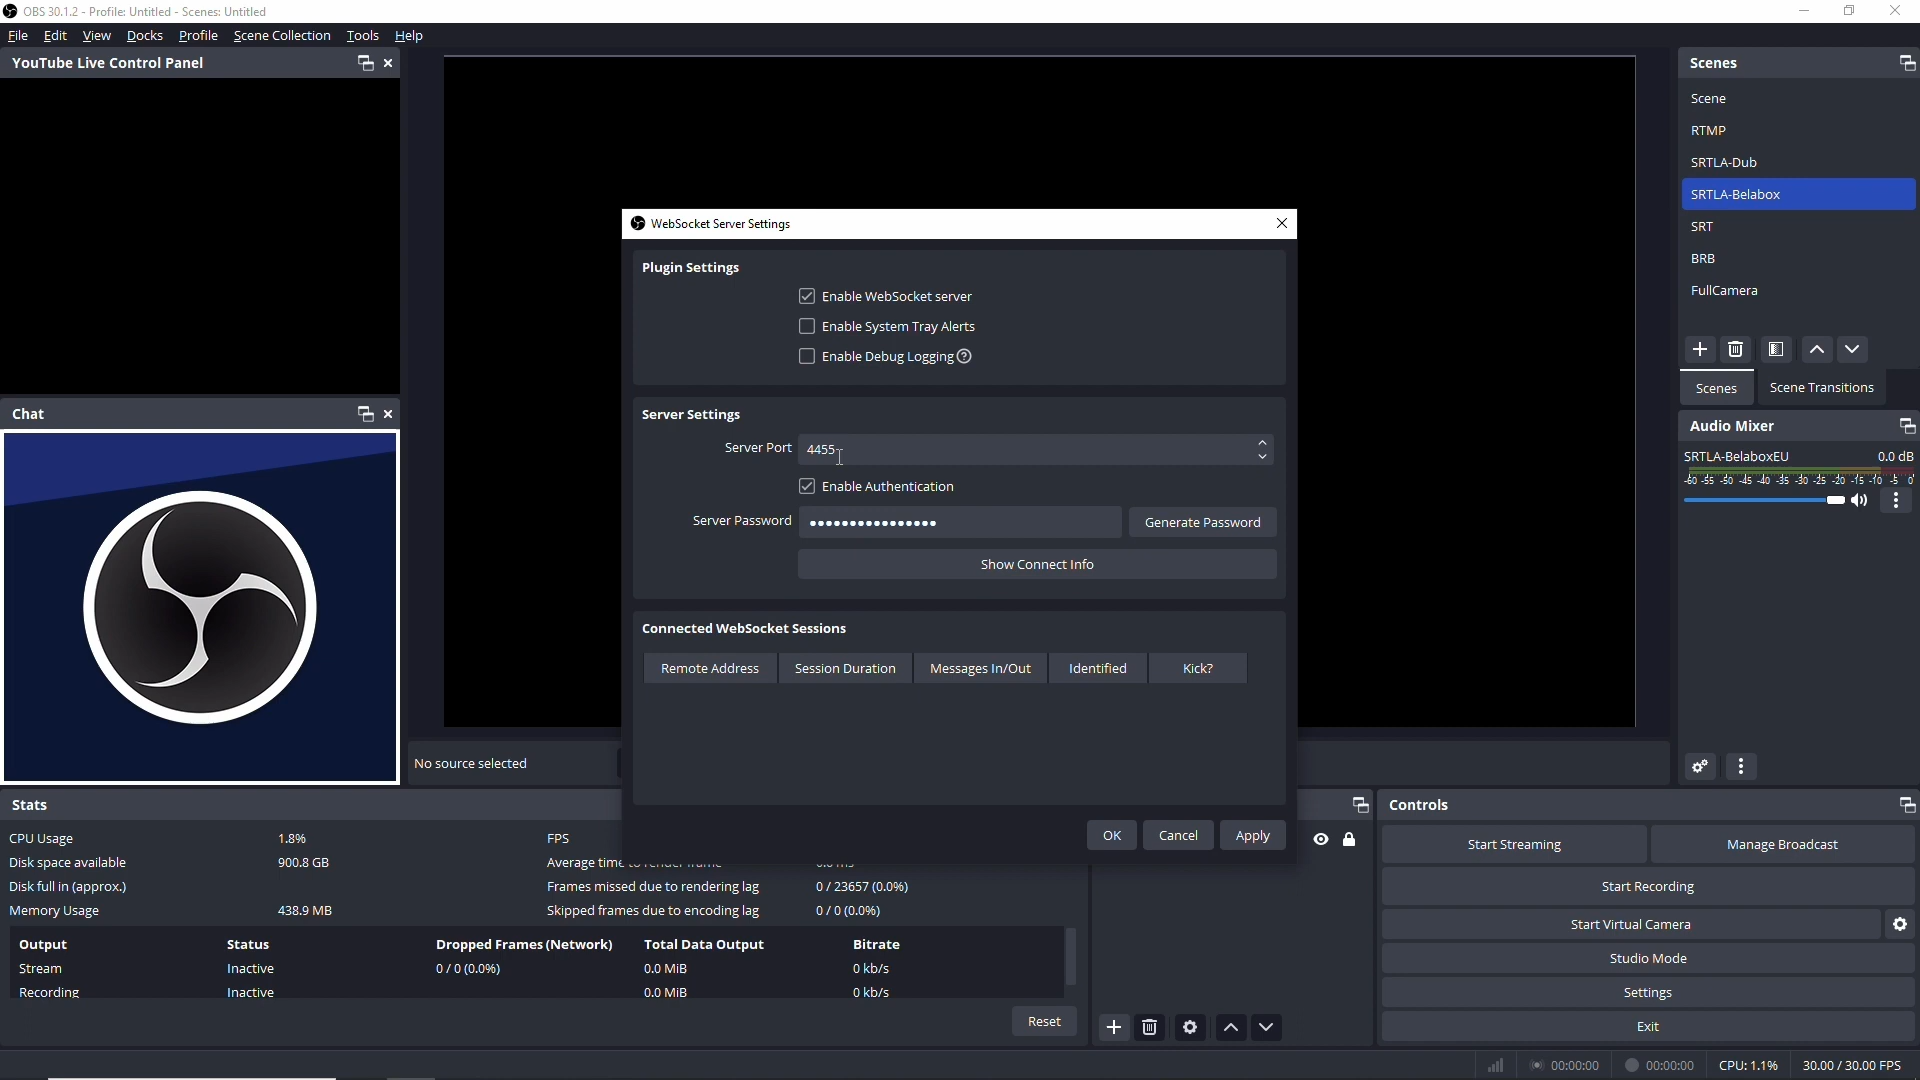 OBS 30.1.2 - Profile: Untitled - Scenes: Untitled
File Edit View Docks Profile Scene Collection Tools Help
YouTube Live Control Panel
Chat
WebSocket Server Settings
Plugin Settings
Enable WebSocket server
Enable System Tray Alerts
Enable Debug Logging
Server Settings
Server Port 4455
Enable Authentication
Server Password Generate Password
Show Connect Info
Connected WebSocket Sessions
Remote Address Session Duration Messages In/Out Identified Kick?
OK Cancel Apply
No source selected
Scenes
Scene
RTMP
SRTLA-Dub
SRTLA-Belabox
SRT
BRB
FullCamera
Scenes Scene Transitions
Audio Mixer
SRTLA-BelaboxEU 0.0 dB
-60 -55 -50 -45 -40 -35 -30 -25 -20 -15 -10 -5 0
Stats
CPU Usage 1.8% FPS
Disk space available 900.8 GB Average time
Disk full in (approx.) Frames missed due to rendering lag 0 / 23657 (0.0%)
Memory Usage 438.9 MB Skipped frames due to encoding lag 0 / 0 (0.0%)
Output Status Dropped Frames (Network) Total Data Output Bitrate
Stream Inactive 0 / 0 (0.0%) 0.0 MiB 0 kb/s
Recording Inactive 0.0 MiB 0 kb/s
Reset
Controls
Start Streaming Manage Broadcast
Start Recording
Start Virtual Camera
Studio Mode
Settings
Exit
00:00:00 00:00:00 CPU: 1.1% 30.00 / 30.00 FPS